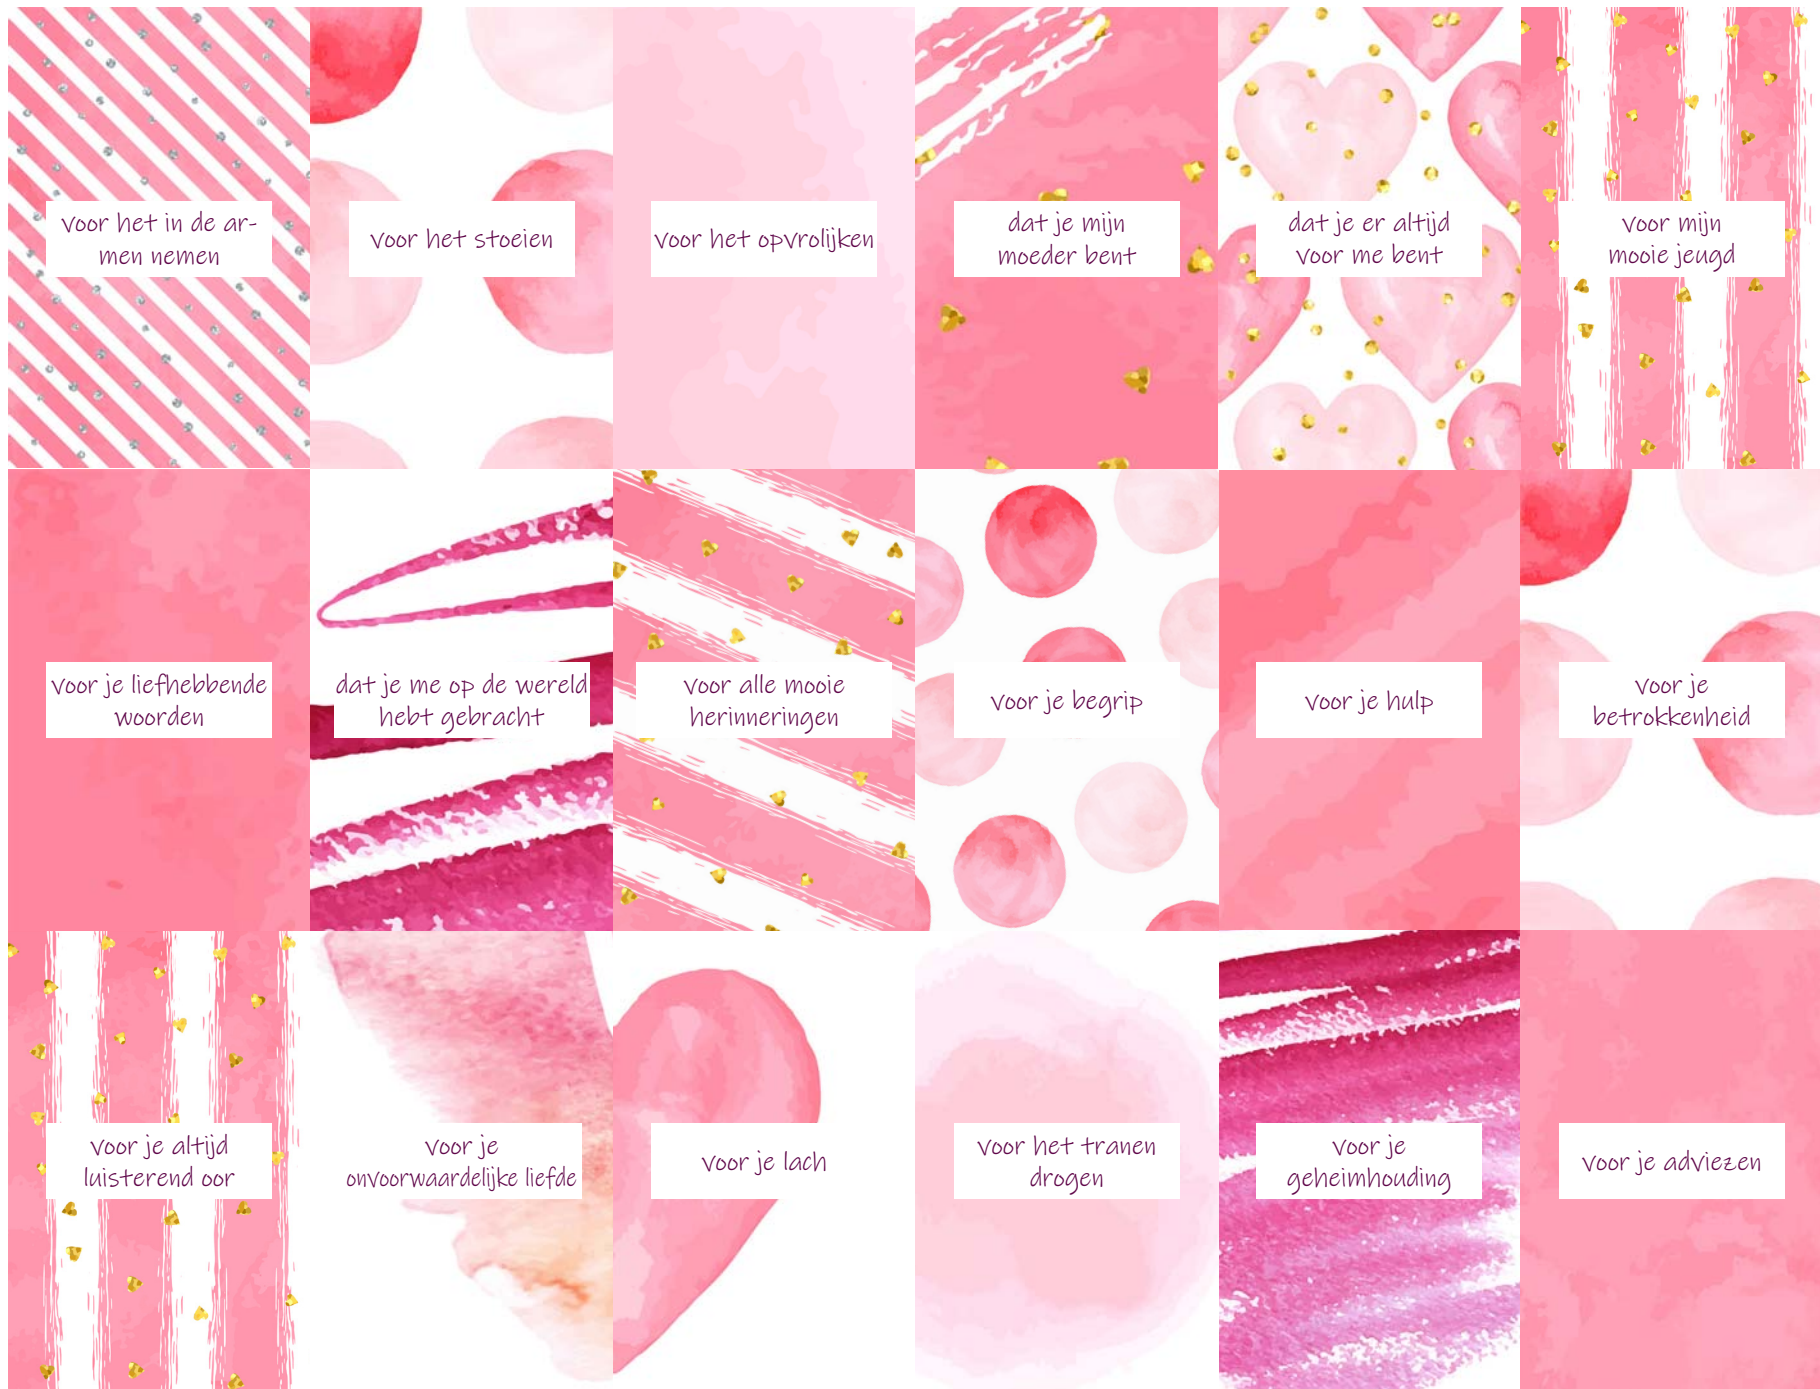 voor het in de ar-
men nemen
voor het stoeien
voor het opvrolijken
dat je mijn
moeder bent
dat je er altijd
voor me bent
voor mijn
mooie jeugd
voor je liefhebbende
woorden
dat je me op de wereld
hebt gebracht
voor alle mooie
herinneringen
voor je begrip
voor je hulp
voor je
betrokkenheid
voor je altijd
luisterend oor
voor je
onvoorwaardelijke liefde
voor je lach
voor het tranen
drogen
voor je
geheimhouding
voor je adviezen